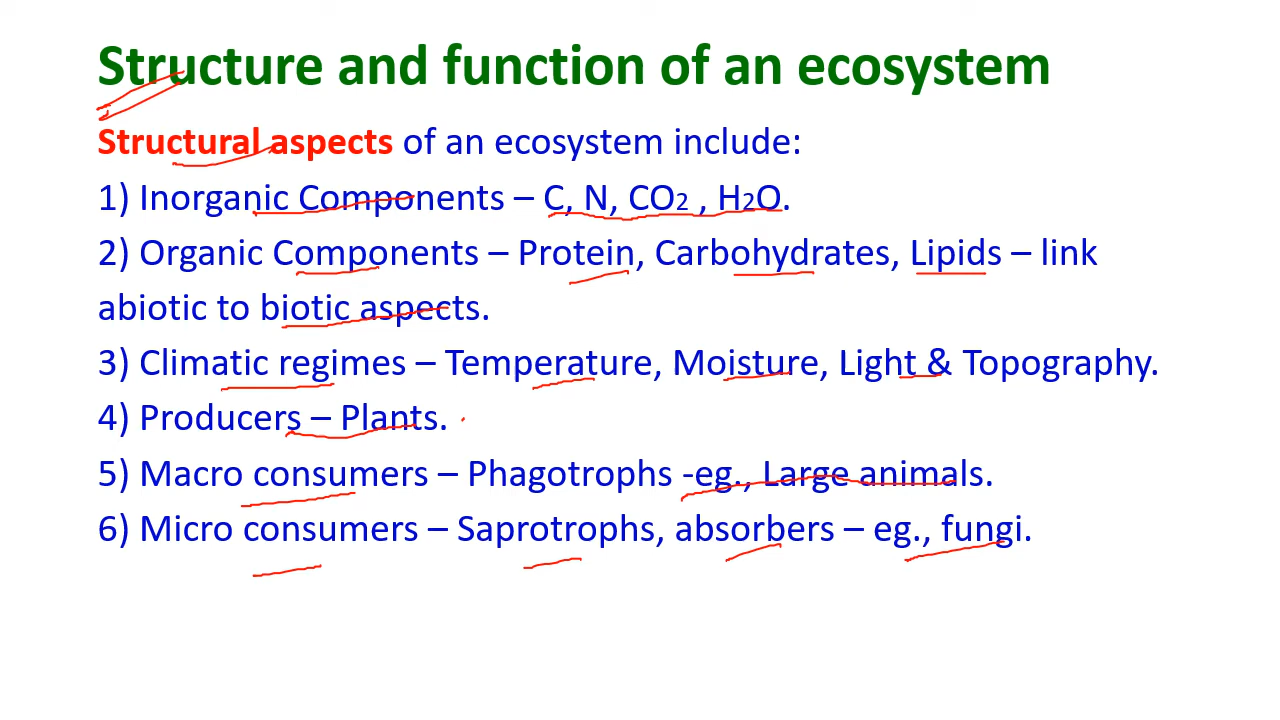 Structure and function of an ecosystem
Structural aspects of an ecosystem include:
1) Inorganic Components – C, N, CO2 , H2O.
2) Organic Components – Protein, Carbohydrates, Lipids – link
abiotic to biotic aspects.
3) Climatic regimes – Temperature, Moisture, Light & Topography.
4) Producers – Plants.
5) Macro consumers – Phagotrophs -eg., Large animals.
6) Micro consumers – Saprotrophs, absorbers – eg., fungi.